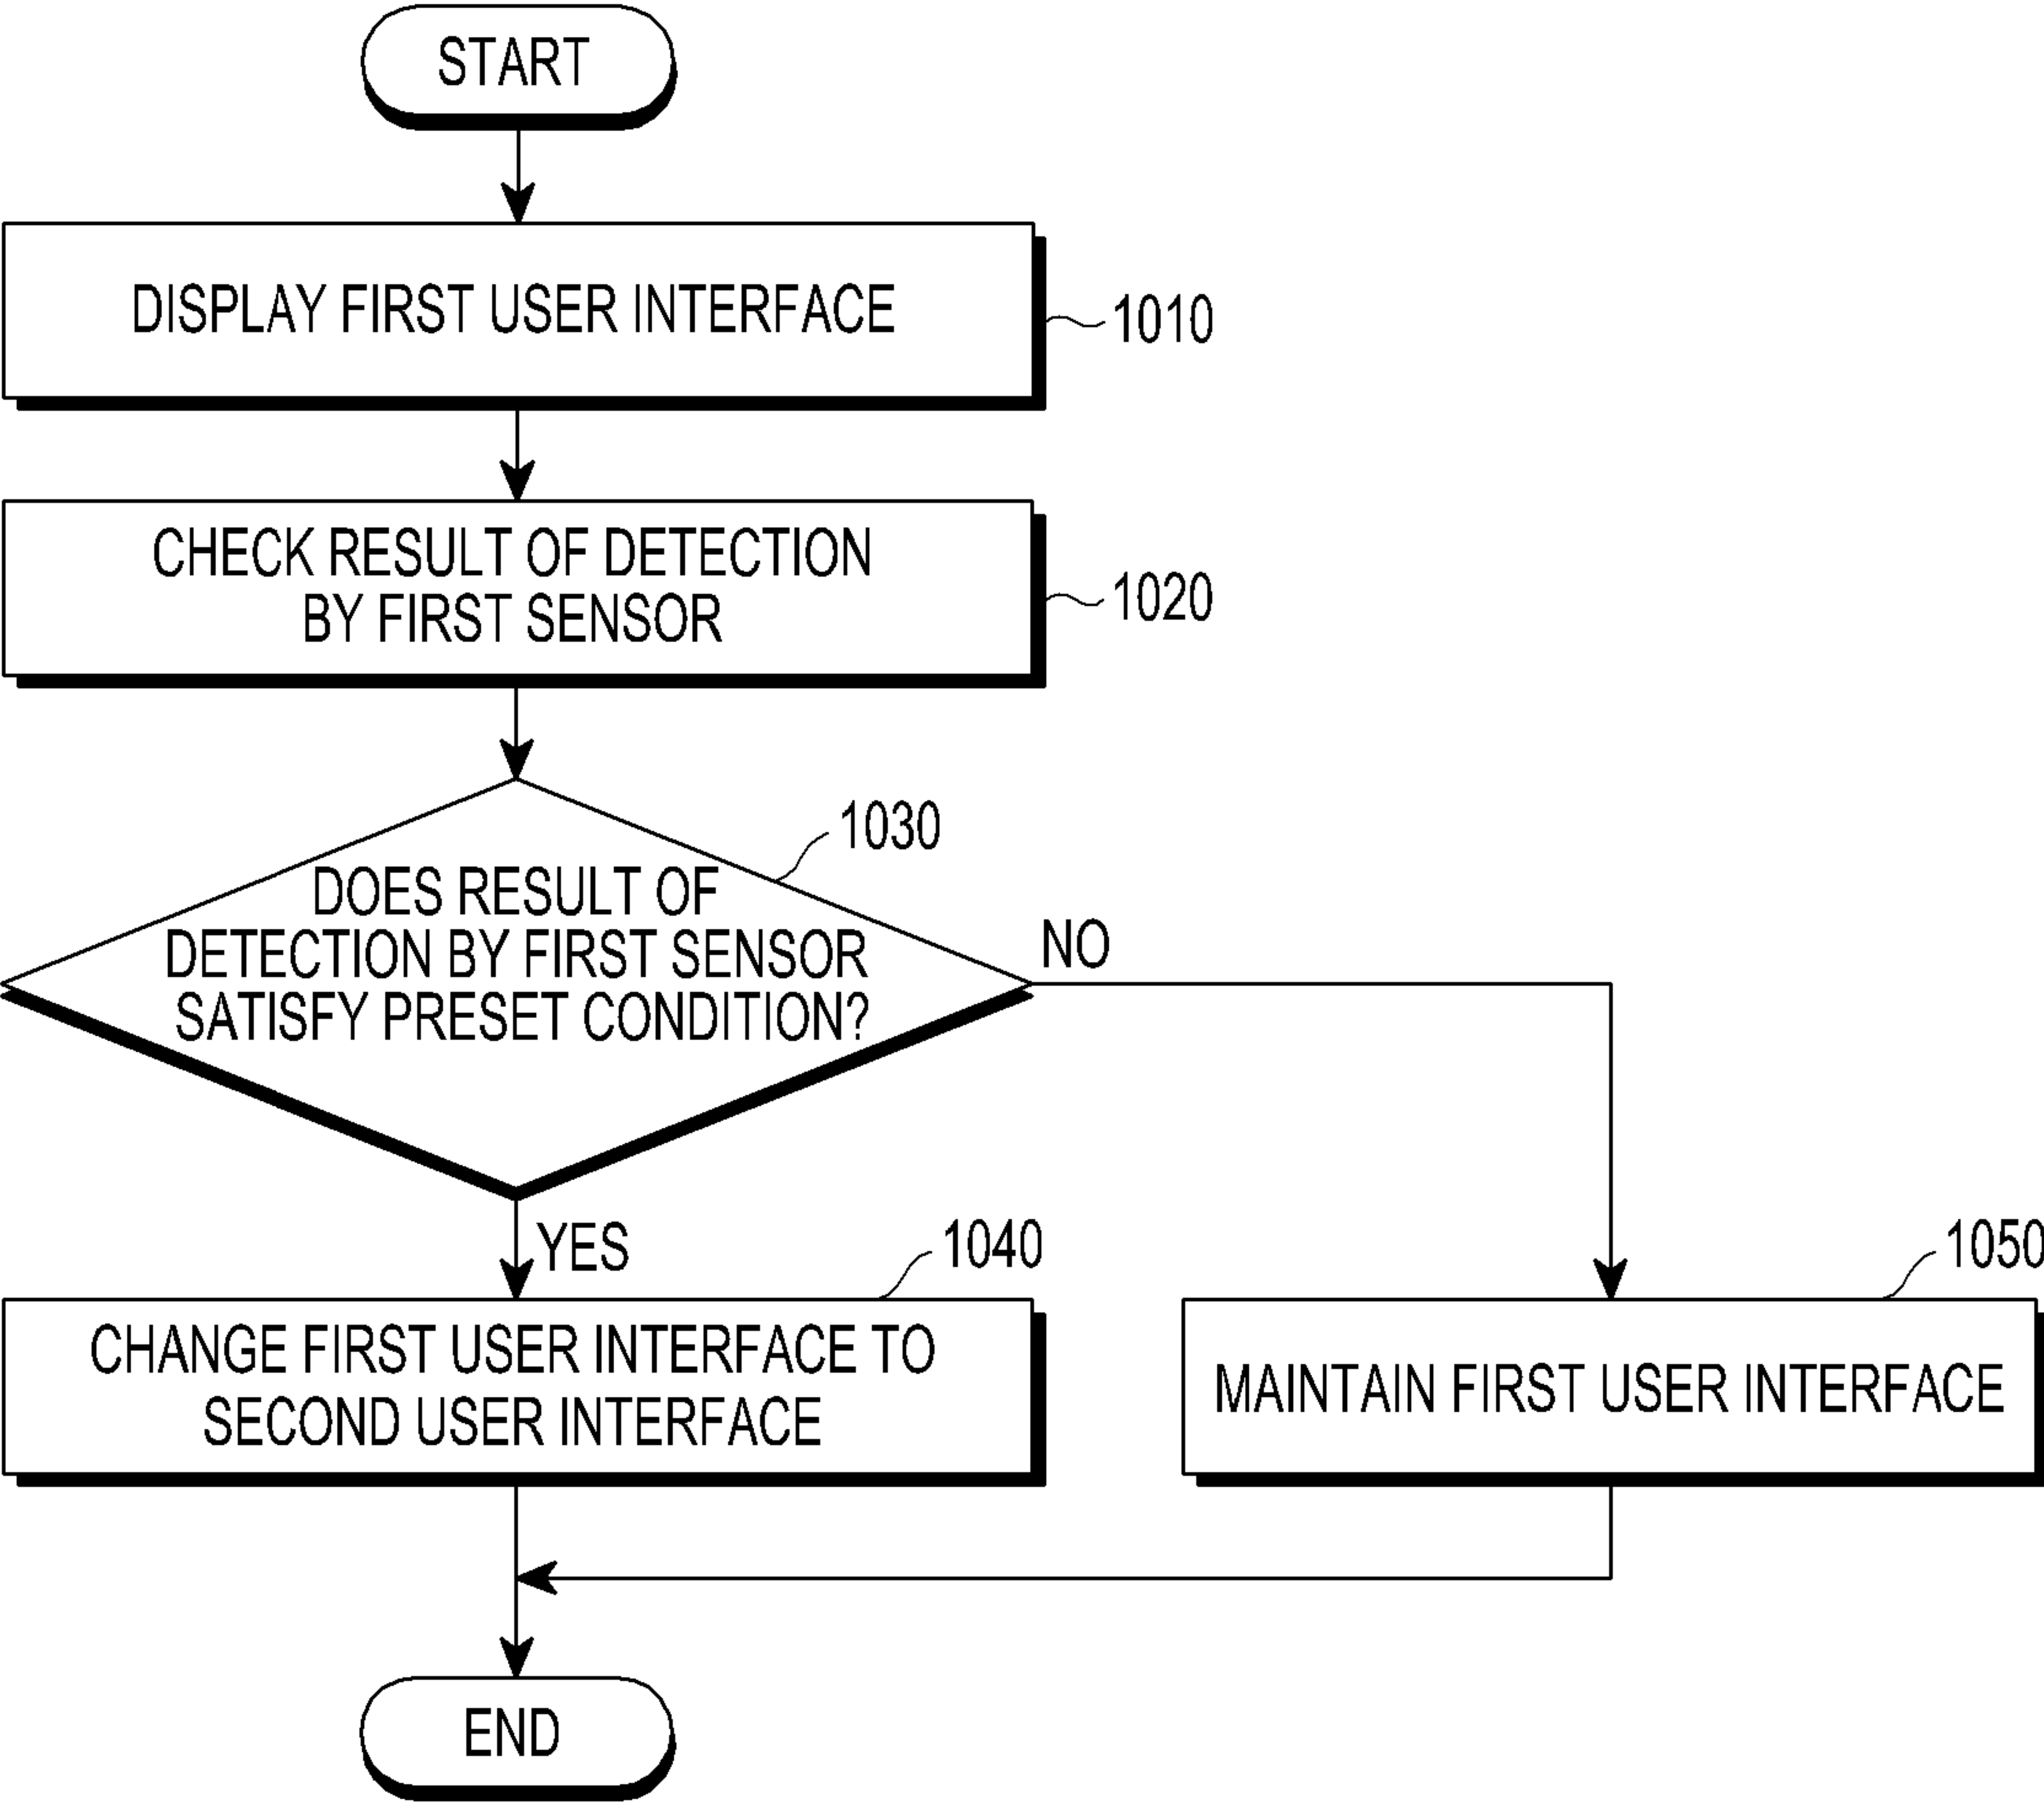 START
DISPLAY FIRST USER INTERFACE
1010
CHECK RESULT OF DETECTION
BY FIRST SENSOR
1020
1030
DOES RESULT OF
DETECTION BY FIRST SENSOR
SATISFY PRESET CONDITION?
NO
YES
1040
CHANGE FIRST USER INTERFACE TO
SECOND USER INTERFACE
1050
MAINTAIN FIRST USER INTERFACE
END